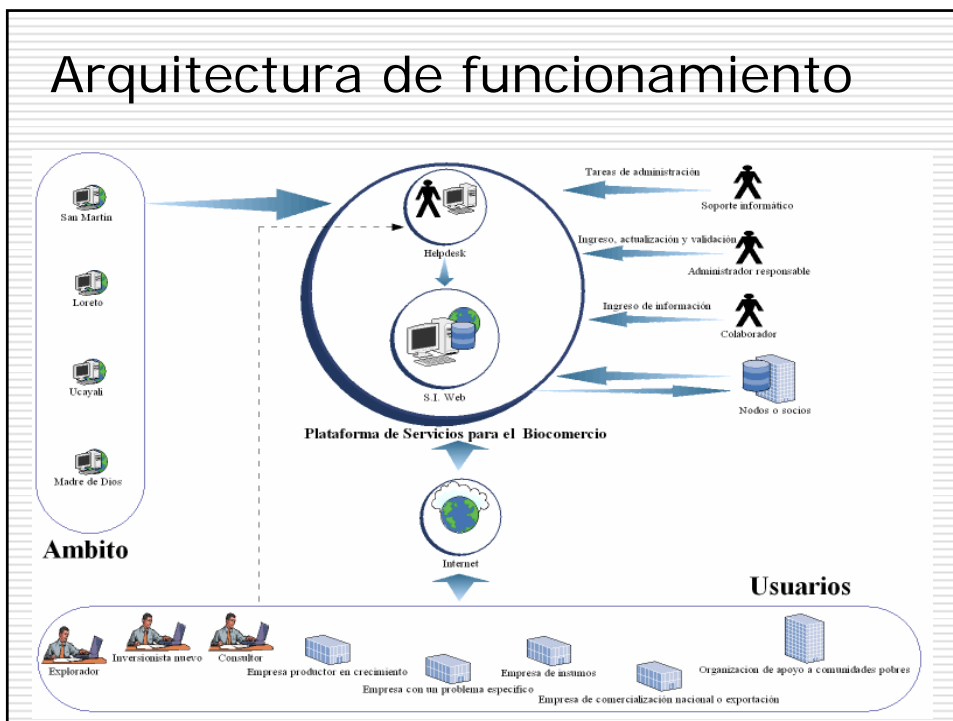 Arquitectura de funcionamiento
San Martin
Loreto
Ucayali
Madre de Dios
Ambito
Helpdesk
S.I. Web
Plataforma de Servicios para el Biocomercio
Tareas de administración
Soporte informático
Ingreso, actualización y validación
Administrador responsable
Ingreso de información
Colaborador
Nodos o socios
Internet
Usuarios
Explorador
Inversionista nuevo
Consultor
Empresa productor en crecimiento
Empresa con un problema especifico
Empresa de insumos
Empresa de comercialización nacional o exportación
Organizacion de apoyo a comunidades pobres